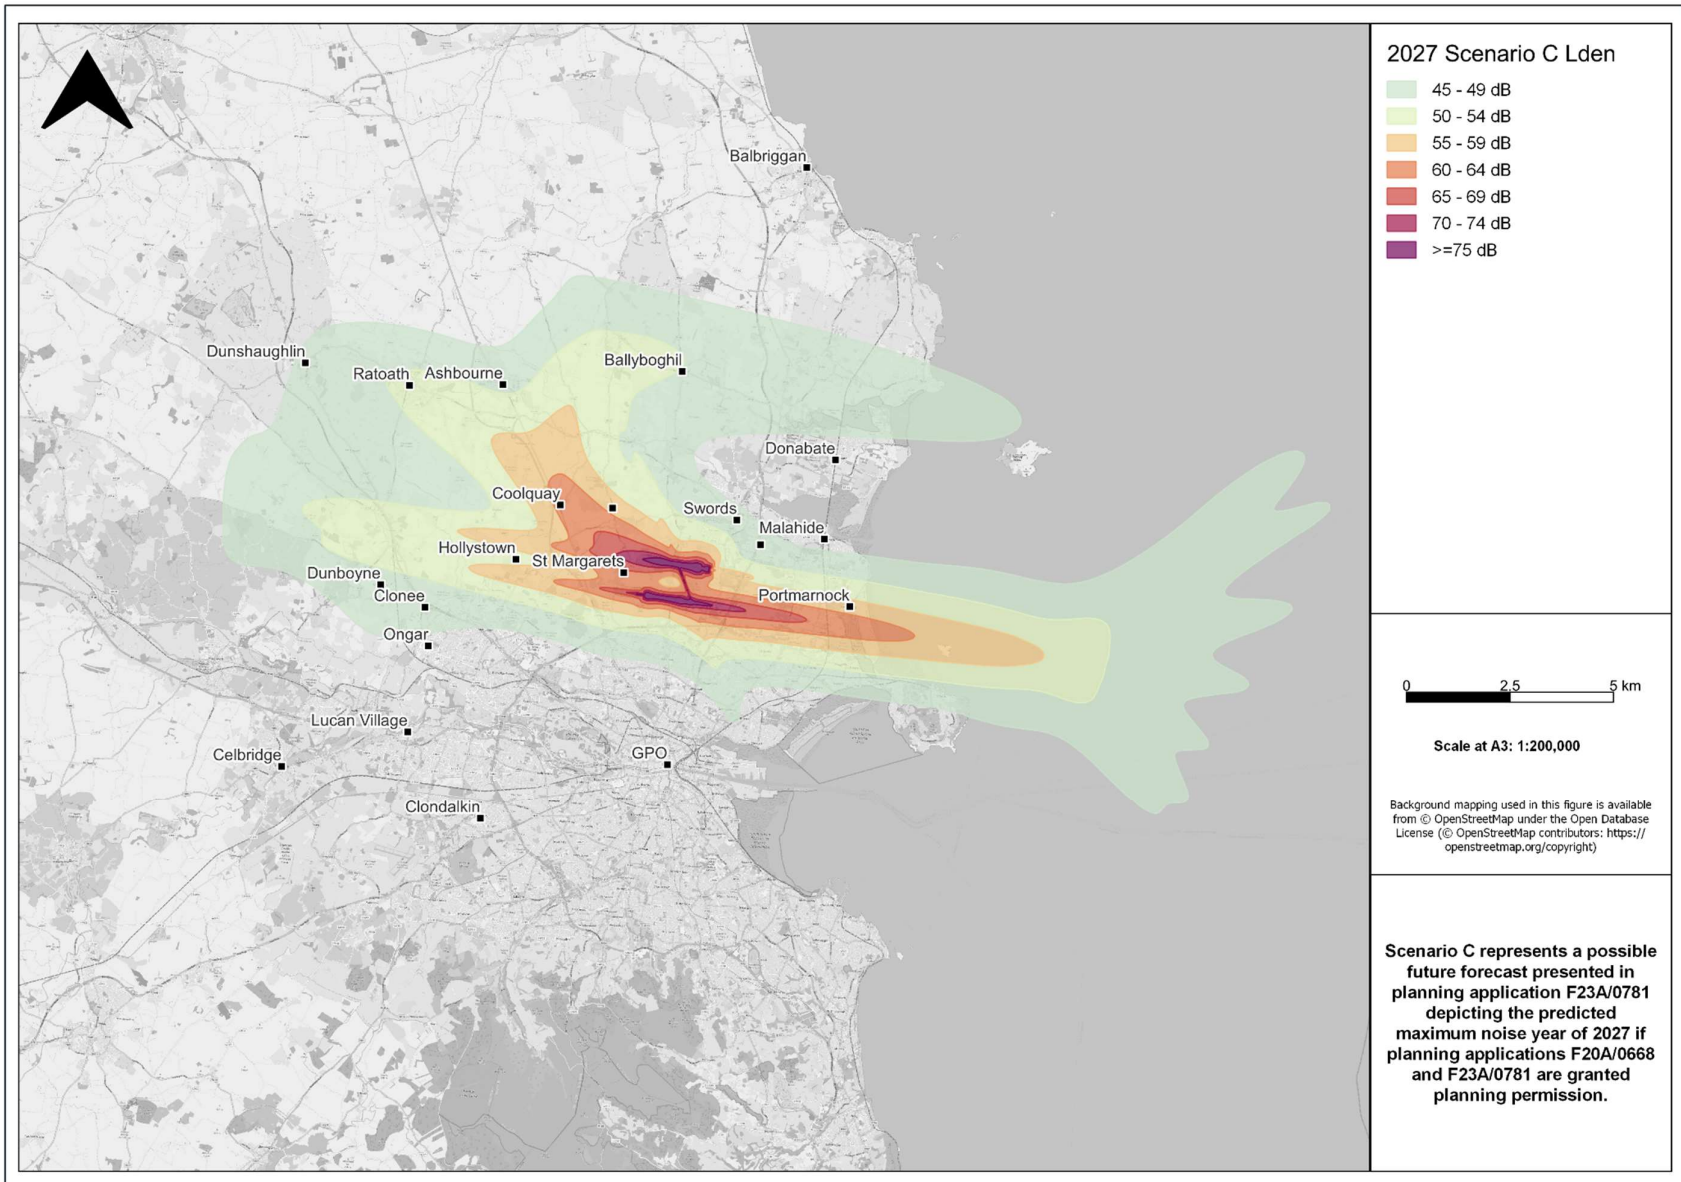 2027 Scenario C Lden
45 - 49 dB
50 - 54 dB
55 - 59 dB
60 - 64 dB
65 - 69 dB
70 - 74 dB
>=75 dB
Balbriggan
Dunshaughlin
Ratoath
Ashbourne
Ballyboghil
Donabate
Coolquay
Swords
Malahide
Hollystown
St Margarets
Dunboyne
Clonee
Portmarnock
Ongar
Lucan Village
Celbridge
GPO
Clondalkin
0 2.5 5 km
Scale at A3: 1:200,000
Background mapping used in this figure is available
from © OpenStreetMap under the Open Database
License (© OpenStreetMap contributors: https://
openstreetmap.org/copyright)
Scenario C represents a possible
future forecast presented in
planning application F23A/0781
depicting the predicted
maximum noise year of 2027 if
planning applications F20A/0668
and F23A/0781 are granted
planning permission.